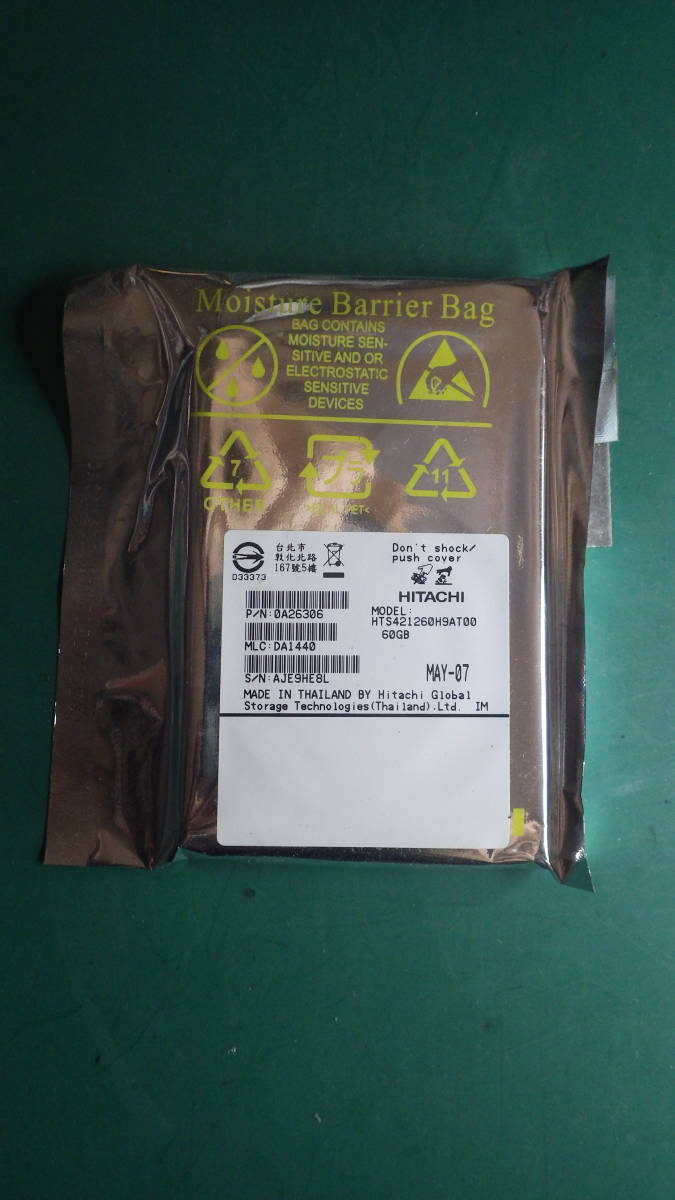 Moisture Barrier Bag
BAG CONTAINS
MOISTURE SEN-
SITIVE AND OR
ELECTROSTATIC
SENSITIVE
DEVICES
7
OTHER
プラ
11
台北市
敦化北路
167號5樓
D33373
Don't shock/
push cover
HITACHI
P/N:0A26306
MODEL:
HTS421260H9AT00
60GB
MLC:DA1440
S/N:AJE9HE8L
MAY-07
MADE IN THAILAND BY Hitachi Global
Storage Technologies(Thailand).Ltd. IM